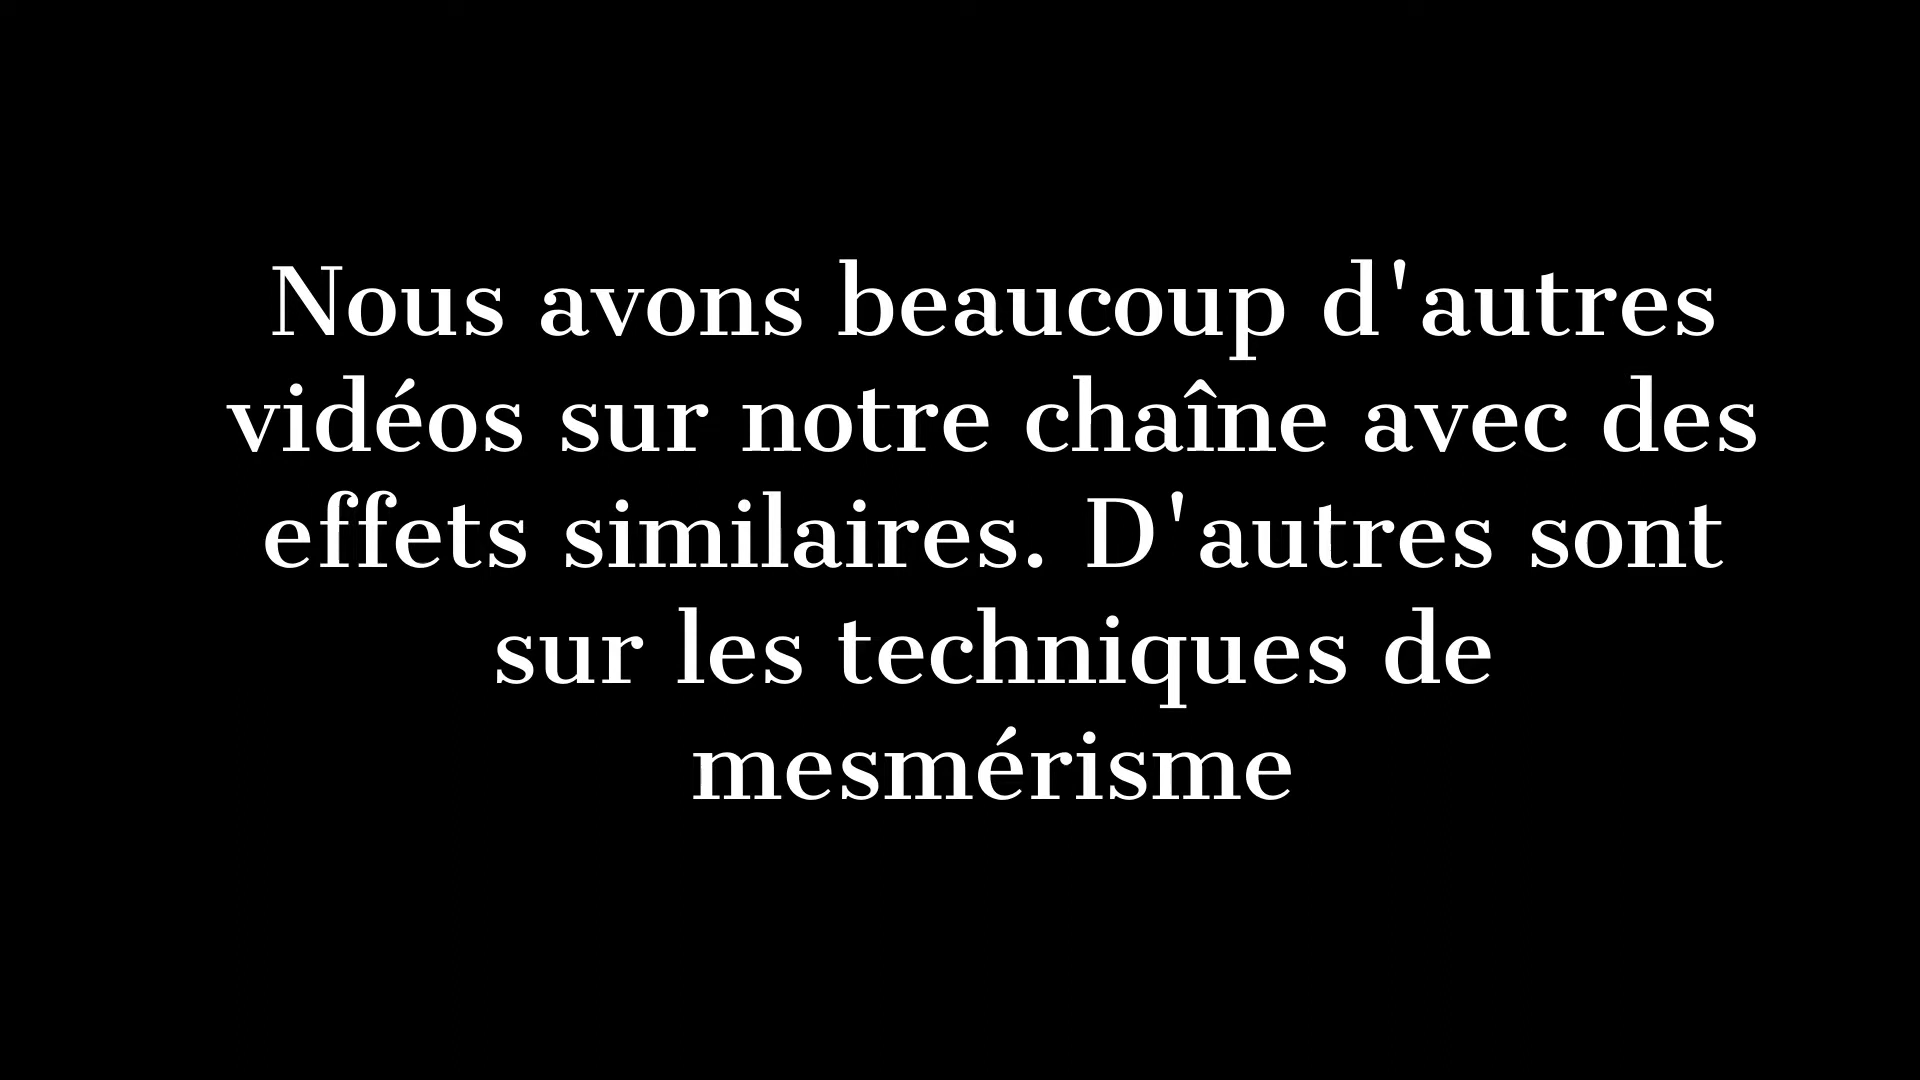 Nous avons beaucoup d'autres
vidéos sur notre chaîne avec des
effets similaires. D'autres sont
sur les techniques de
mesmérisme